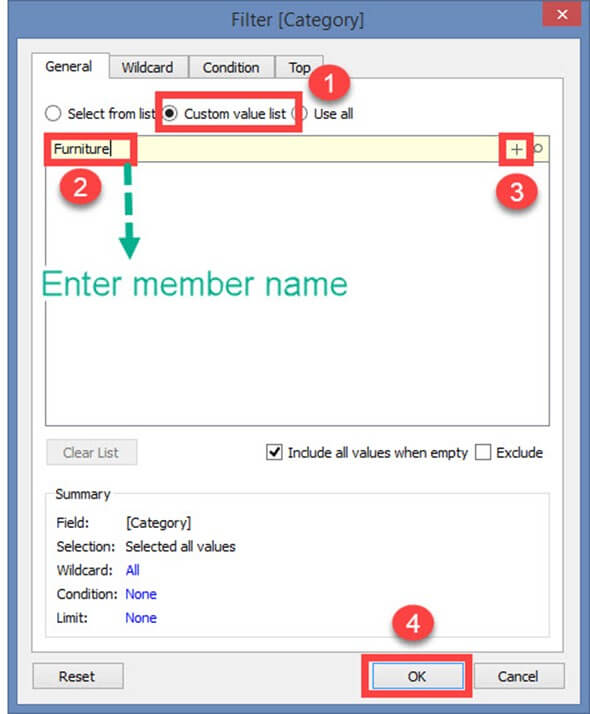 Filter [Category]
General Wildcard Condition Top
1
Select from list Custom value list Use all
Furniture +
2 3
Enter member name
Clear List Include all values when empty Exclude
Summary
Field: [Category]
Selection: Selected all values
Wildcard: All
Condition: None
Limit: None
4
Reset OK Cancel